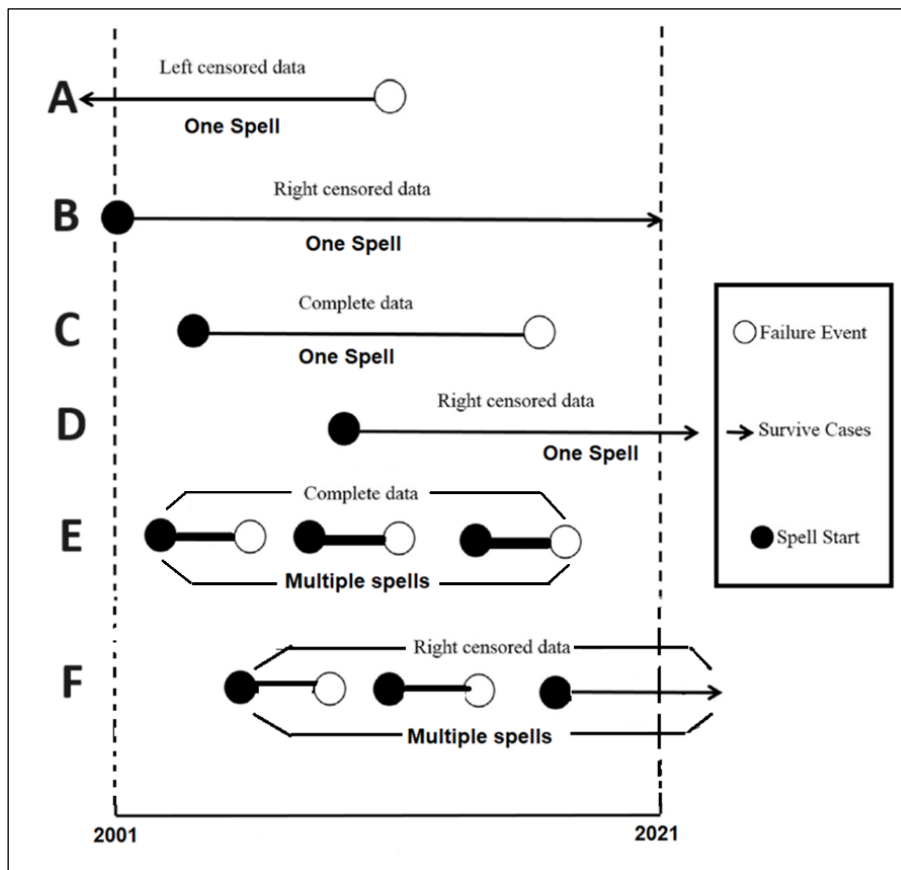 Left censored data
A
One Spell
Right censored data
B
One Spell
Complete data
C
One Spell
Right censored data
D
One Spell
Complete data
E
Multiple spells
Right censored data
F
Multiple spells
Failure Event
Survive Cases
Spell Start
2001
2021